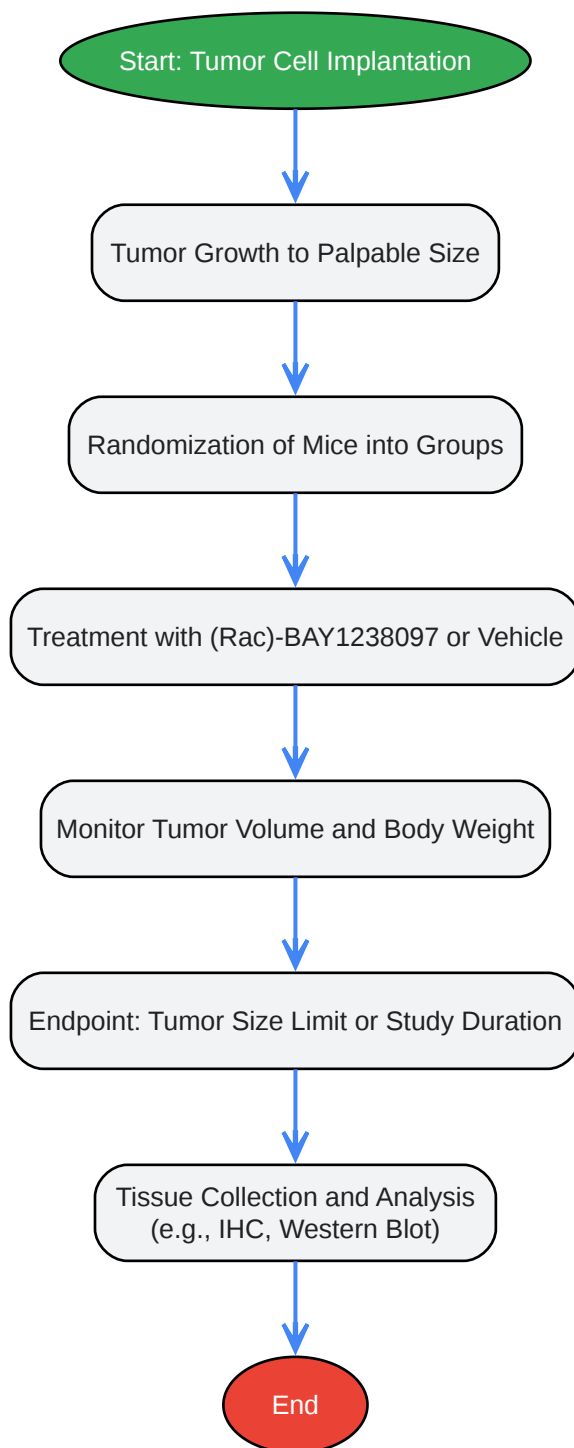 Start: Tumor Cell Implantation
Tumor Growth to Palpable Size
Randomization of Mice into Groups
Treatment with (Rac)-BAY1238097 or Vehicle
Monitor Tumor Volume and Body Weight
Endpoint: Tumor Size Limit or Study Duration
Tissue Collection and Analysis
(e.g., IHC, Western Blot)
End